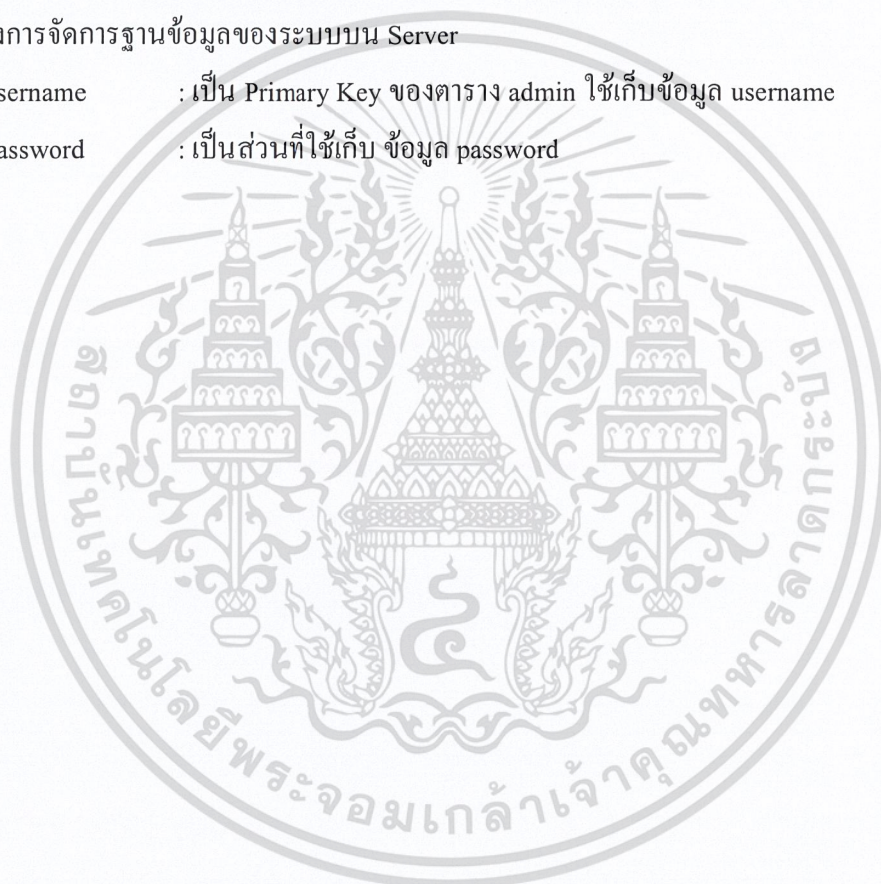 งการจัดการฐานข้อมูลของระบบบน Server
sername : เป็น Primary Key ของตาราง admin ใช้เก็บข้อมูล username
assword : เป็นส่วนที่ใช้เก็บ ข้อมูล password
สถาบันเทคโนโลยีพระจอมเกล้าเจ้าคุณทหารลาดกระบัง
๔